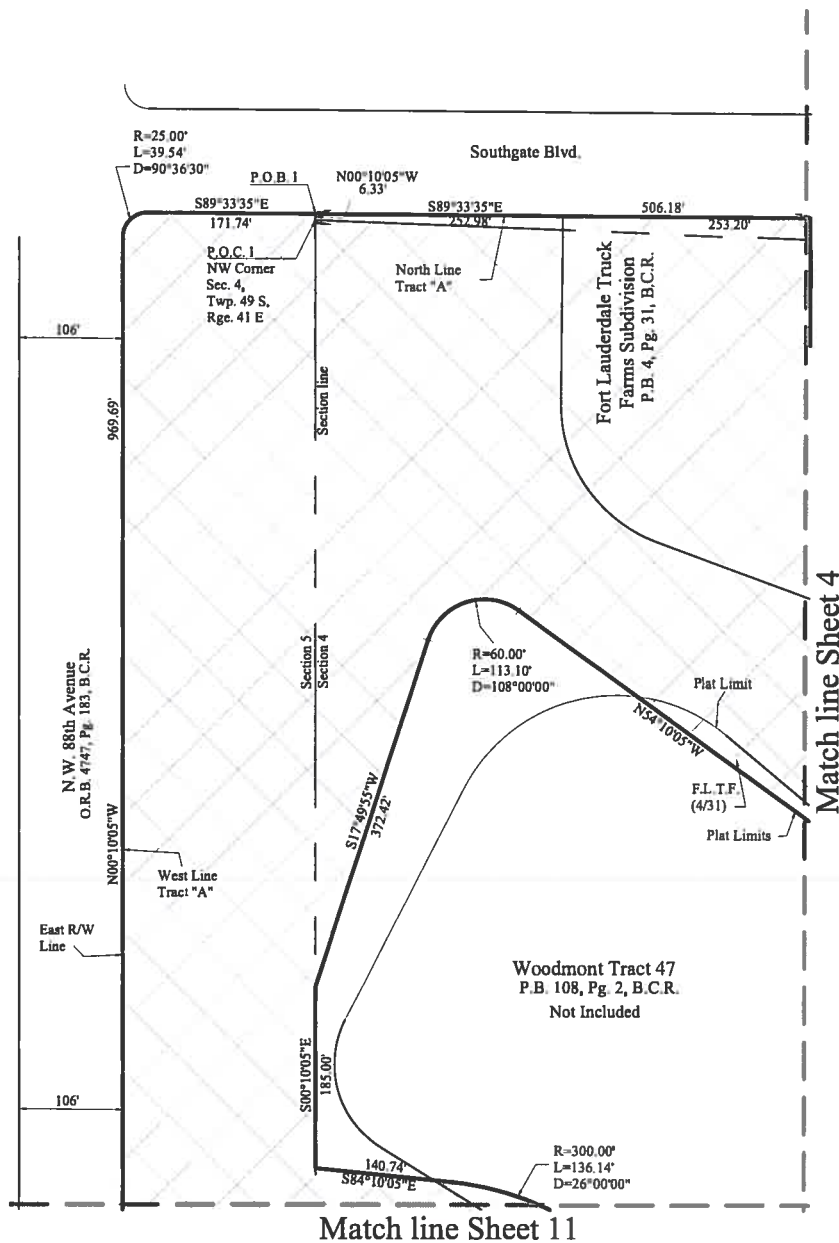 R=25.00'
L=39.54'
D=90°36'30"
Southgate Blvd.
P.O.B. 1
N00°10'05"W
6.33'
S89°33'35"E
171.74'
S89°33'35"E
252.98'
506.18'
253.20'
P.O.C. 1
NW Corner
Sec. 4,
Twp. 49 S,
Rge. 41 E
North Line
Tract "A"
Fort Lauderdale Truck
Farms Subdivision
P.B. 4, Pg. 31, B.C.R.
106'
969.69'
Section line
Section 5
Section 4
R=60.00'
L=113.10'
D=108°00'00"
Plat Limit
N54°10'05"W
F.L.T.F.
(4/31)
Plat Limits
Match line Sheet 4
N.W. 88th Avenue
O.R.B. 4747, Pg. 183, B.C.R.
N00°10'05"W
S17°49'55"W
372.42'
West Line
Tract "A"
East R/W
Line
Woodmont Tract 47
P.B. 108, Pg. 2, B.C.R.
Not Included
S00°10'05"E
185.00'
106'
140.74'
S84°10'05"E
R=300.00'
L=136.14'
D=26°00'00"
Match line Sheet 11